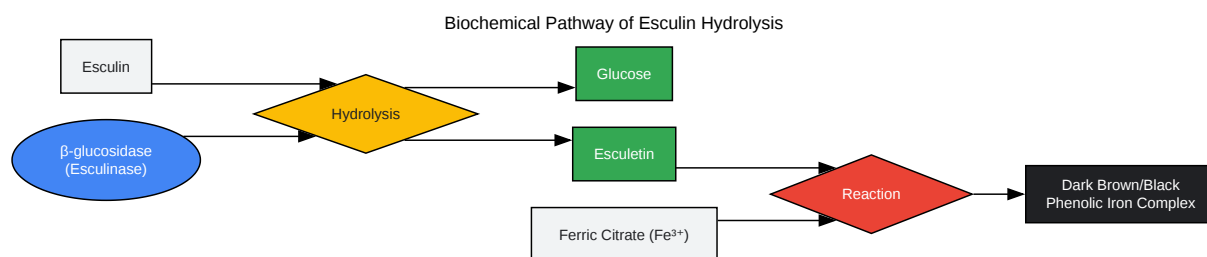 Biochemical Pathway of Esculin Hydrolysis
Esculin
β-glucosidase
(Esculinase)
Hydrolysis
Glucose
Esculetin
Ferric Citrate (Fe³⁺)
Reaction
Dark Brown/Black
Phenolic Iron Complex